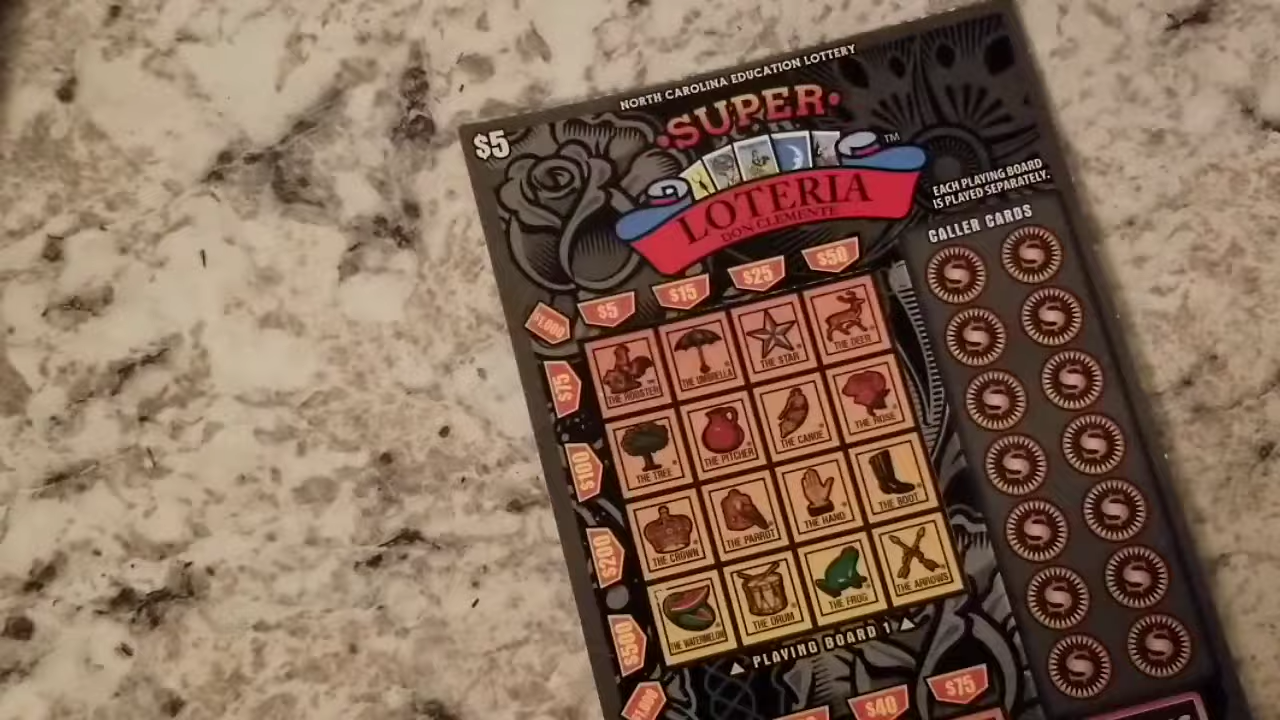 NORTH CAROLINA EDUCATION LOTTERY
$5
SUPER
LOTERIA™
DON CLEMENTE
EACH PLAYING BOARD
IS PLAYED SEPARATELY.
CALLER CARDS
$1,000 $5 $15 $25 $50
$75
THE ROOSTER THE UMBRELLA THE STAR THE DEER
$100
THE TREE THE PITCHER THE CANOE THE ROSE
$200
THE CROWN THE PARROT THE HAND THE BOOT
$500
THE WATERMELON THE DRUM THE FROG THE ARROWS
PLAYING BOARD 1
$1,000 $40 $75